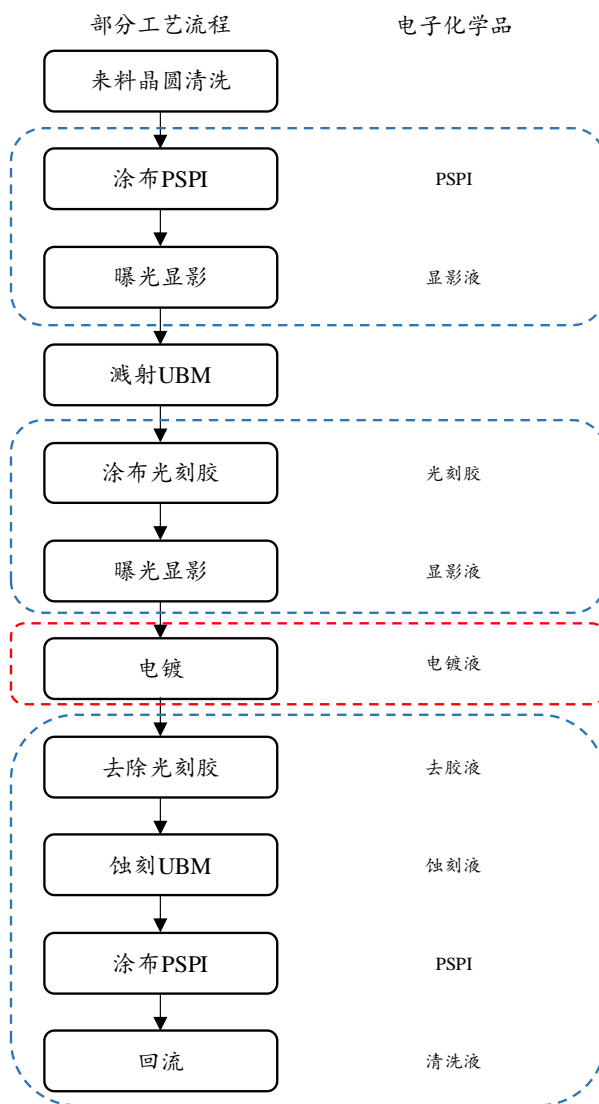 部分工艺流程 电子化学品
来料晶圆清洗
涂布PSPI PSPI
曝光显影 显影液
溅射UBM
涂布光刻胶 光刻胶
曝光显影 显影液
电镀 电镀液
去除光刻胶 去胶液
蚀刻UBM 蚀刻液
涂布PSPI PSPI
回流 清洗液